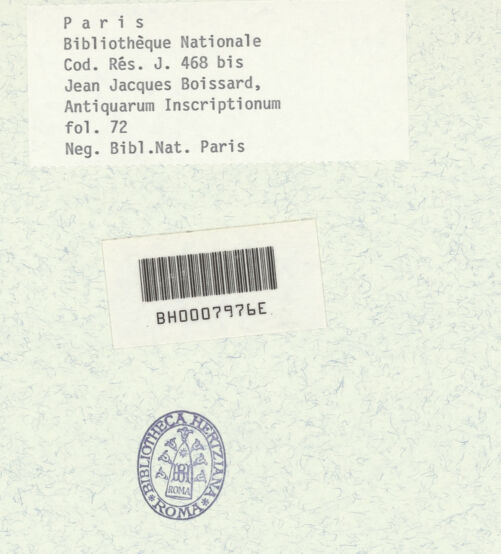 P a r i s
Bibliothèque Nationale
Cod. Rés. J. 468 bis
Jean Jacques Boissard,
Antiquarum Inscriptionum
fol. 72
Neg. Bibl.Nat. Paris
BH0007976E
BIBLIOTHECA HERTZIANA
ROMA
*ROMA*